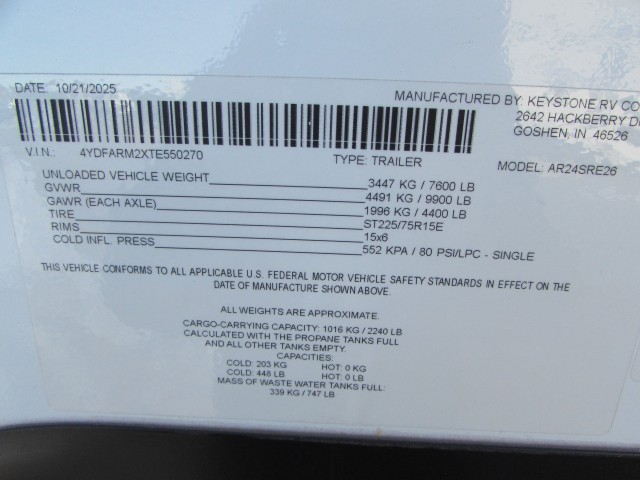 DATE: 10/21/2025
MANUFACTURED BY: KEYSTONE RV CO
2642 HACKBERRY
GOSHEN, IN 46526
V.I.N.: 4YDFARM2XTE550270 TYPE: TRAILER MODEL: AR24SRE26
UNLOADED VEHICLE WEIGHT 3447 KG / 7600 LB
GVWR 4491 KG / 9900 LB
GAWR (EACH AXLE) 1996 KG / 4400 LB
TIRE ST225/75R15E
RIMS 15x6
COLD INFL. PRESS. 552 KPA / 80 PSI/LPC - SINGLE
THIS VEHICLE CONFORMS TO ALL APPLICABLE U.S. FEDERAL MOTOR VEHICLE SAFETY STANDARDS IN EFFECT ON THE
DATE OF MANUFACTURE SHOWN ABOVE.
ALL WEIGHTS ARE APPROXIMATE.
CARGO-CARRYING CAPACITY: 1016 KG / 2240 LB
CALCULATED WITH THE PROPANE TANKS FULL
AND ALL OTHER TANKS EMPTY.
CAPACITIES:
COLD: 203 KG HOT: 0 KG
COLD: 448 LB HOT: 0 LB
MASS OF WASTE WATER TANKS FULL:
339 KG / 747 LB